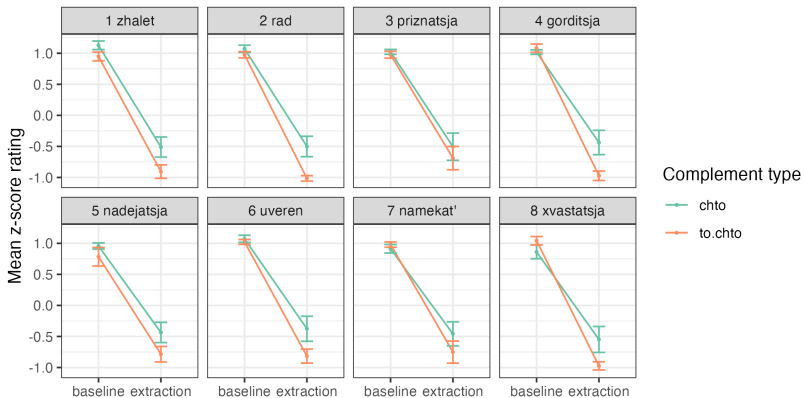 1 zhalet
2 rad
3 priznatsja
4 gorditsja
1.0
0.5
0.0
-0.5
-1.0
5 nadejatsja
6 uveren
7 namekat'
8 xvastatsja
1.0
0.5
0.0
-0.5
-1.0
baseline extraction
baseline extraction
baseline extraction
baseline extraction
Mean z-score rating
Complement type
chto
to.chto